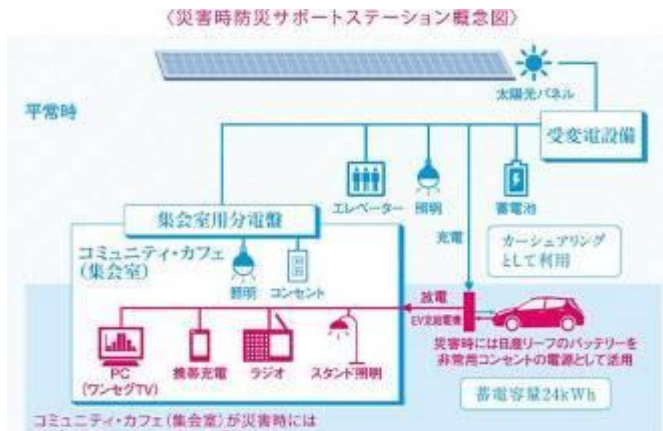 〈災害時防災サポートステーション概念図〉
太陽光パネル
平常時
受変電設備
エレベーター
照明
蓄電池
集会室用分電盤
充電
コミュニティ・カフェ
(集会室)
カーシェアリング
として利用
照明
コンセント
放電
EV充給電機
災害時には日産リーフのバッテリーを
非常用コンセントの電源として活用
PC
(ワンセグTV)
携帯充電
ラジオ
スタンド照明
蓄電容量24kWh
コミュニティ・カフェ(集会室)が災害時には